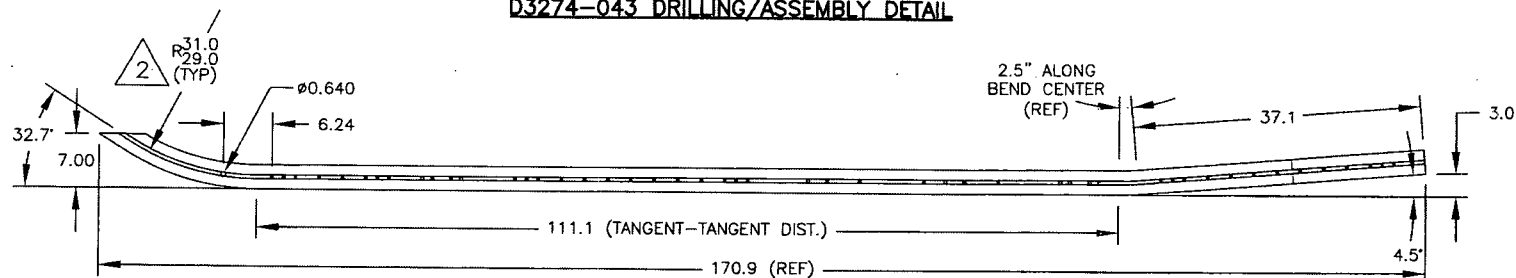 D3274-043 DRILLING/ASSEMBLY DETAIL
2
R31.0
29.0
(TYP)
ø0.640
6.24
2.5" ALONG
BEND CENTER
(REF)
37.1
3.0
32.7°
7.00
111.1 (TANGENT-TANGENT DIST.)
4.5°
170.9 (REF)